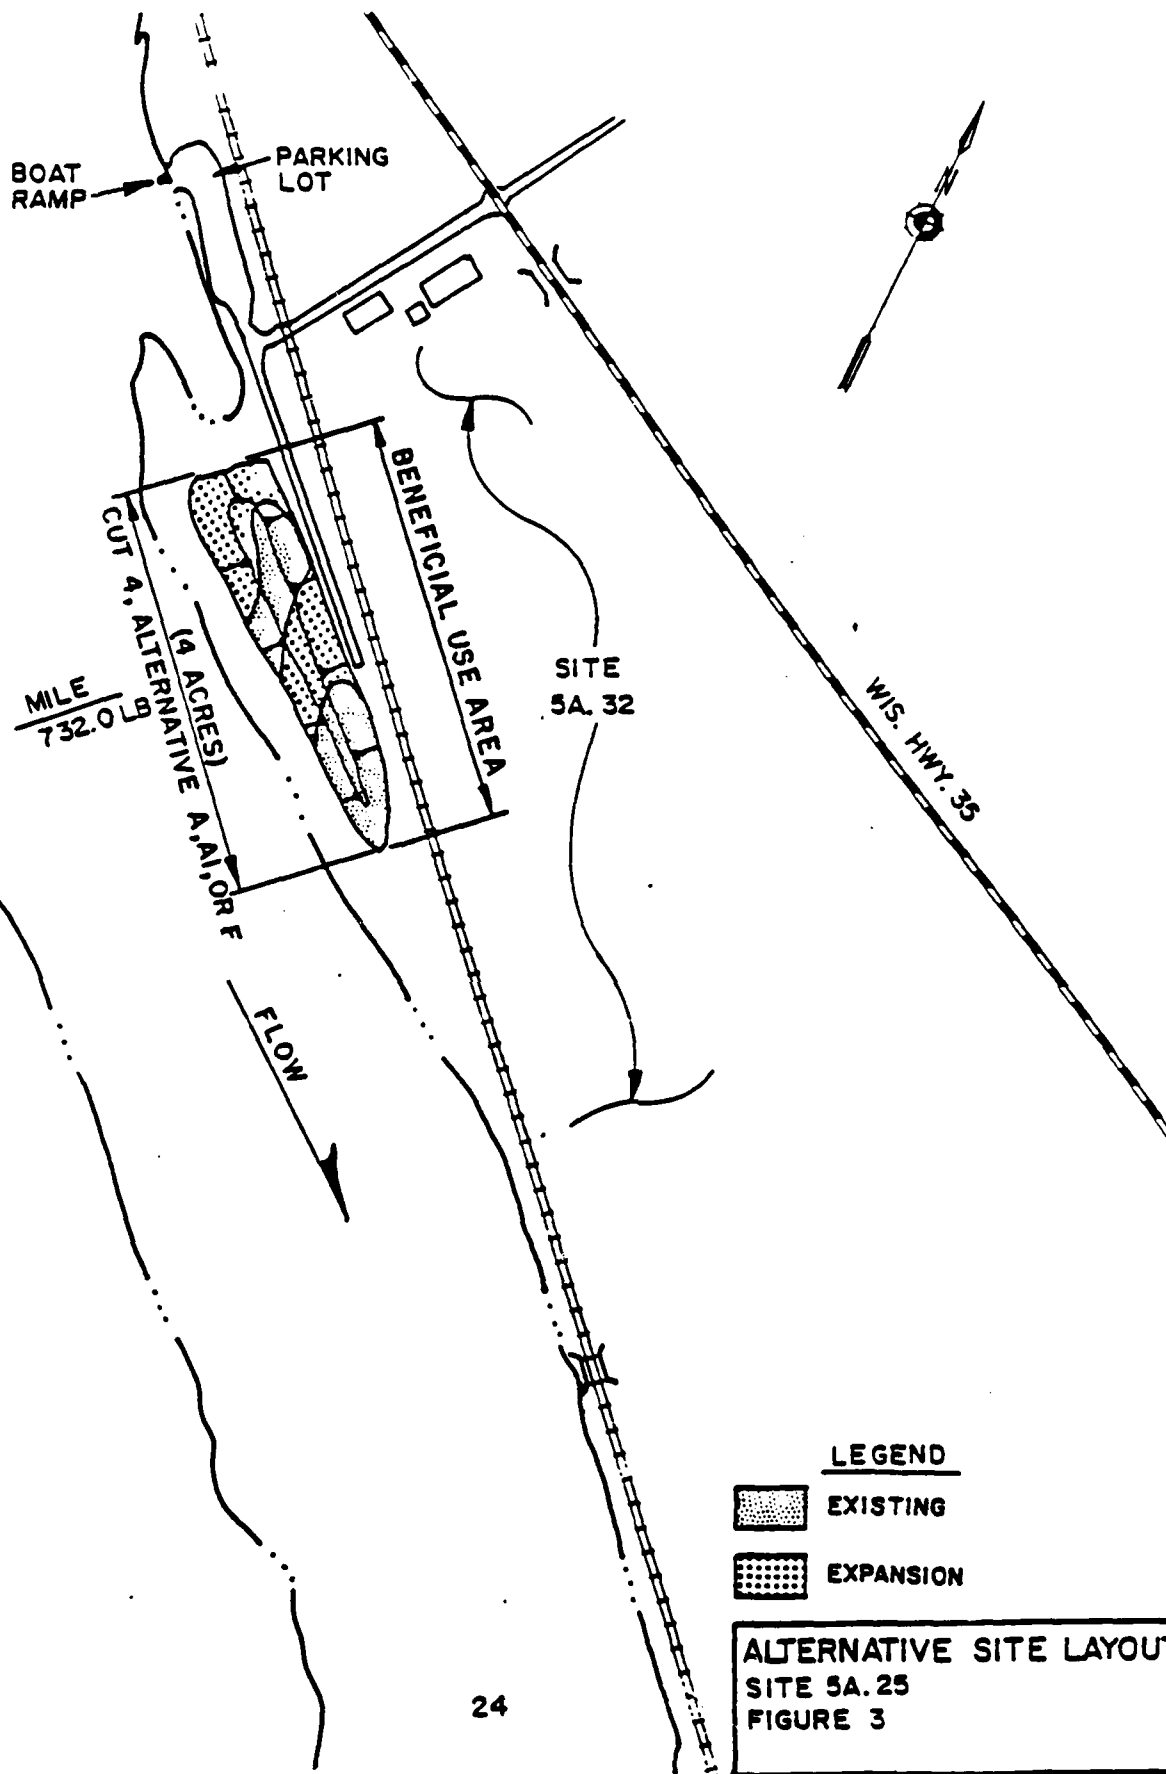 BOAT
RAMP
PARKING
LOT
N
BENEFICIAL USE AREA
CUT 4, ALTERNATIVE A, A1, OR F
(4 ACRES)
MILE
732.0 LB
SITE
5A.32
WIS. HWY. 35
FLOW
LEGEND
EXISTING
EXPANSION
ALTERNATIVE SITE LAYOUT
SITE 5A.25
FIGURE 3
24